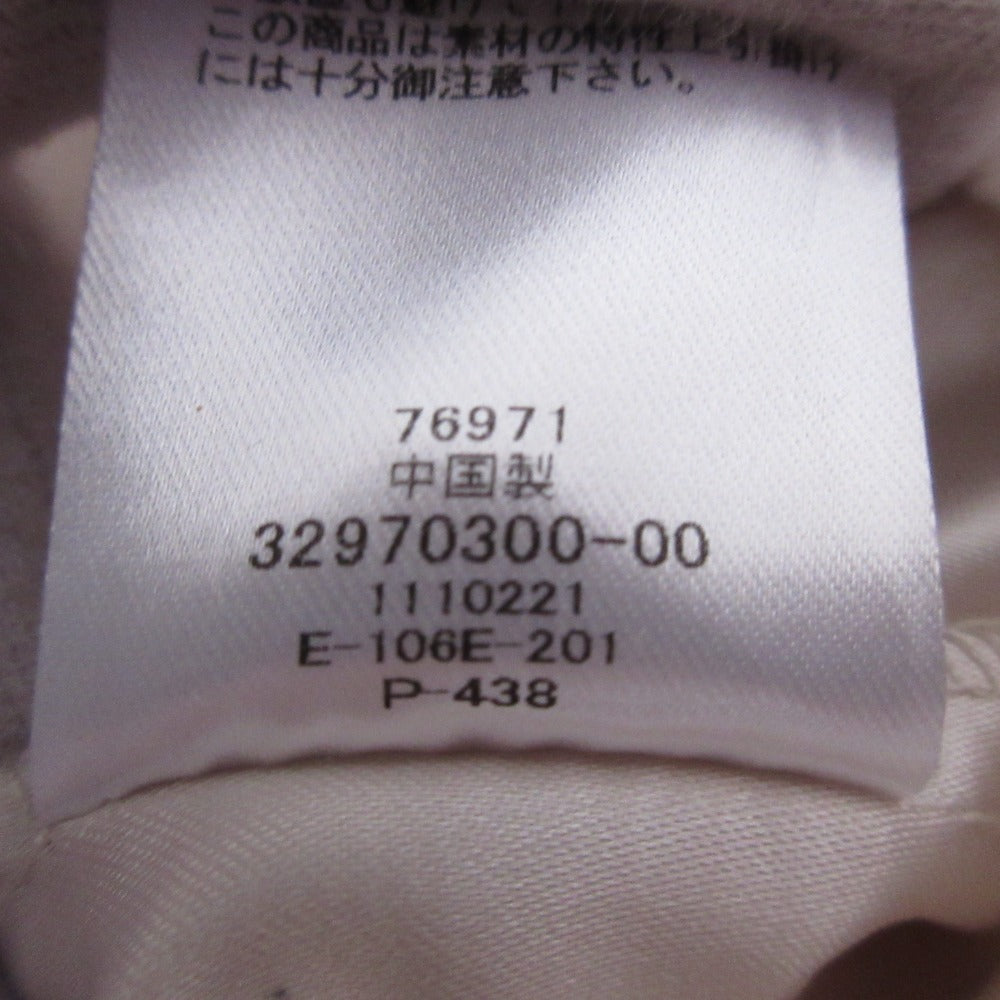 この商品は素材の特性上引掛け
には十分御注意下さい。
76971
中国製
32970300-00
1110221
E-106E-201
P-438